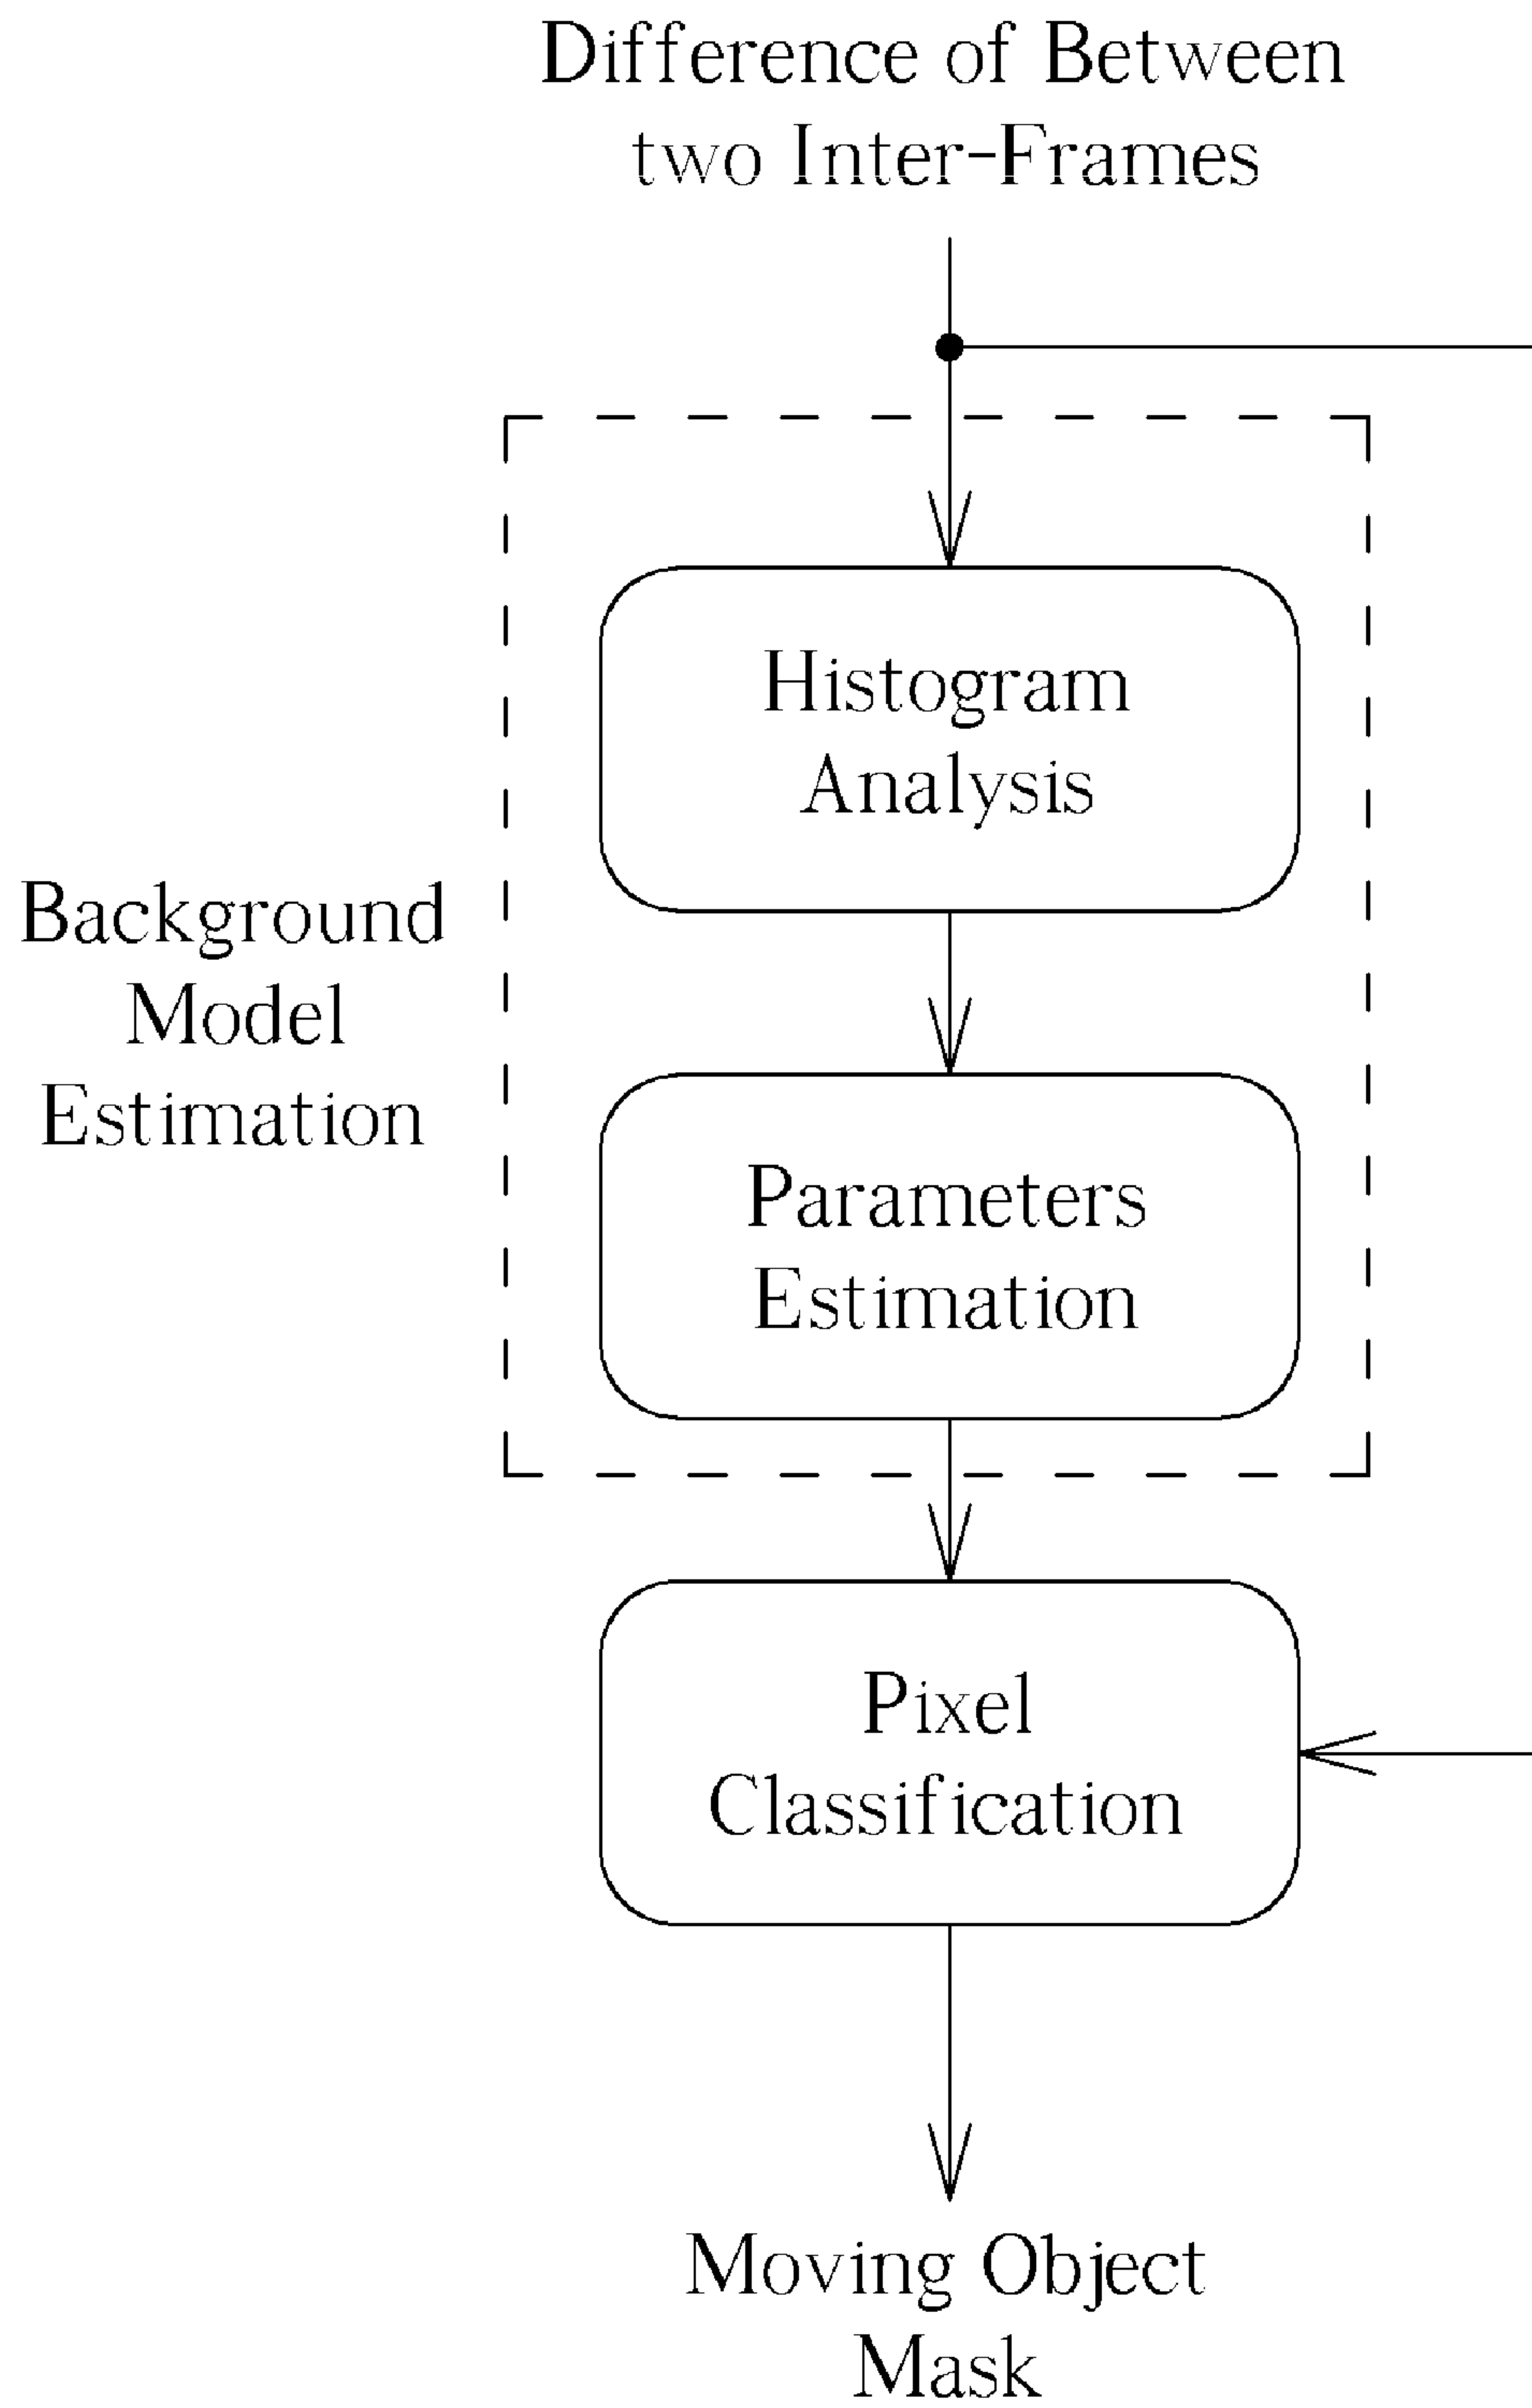 Difference of Between
two Inter-Frames
Histogram
Analysis
Background
Model
Estimation
Parameters
Estimation
Pixel
Classification
Moving Object
Mask